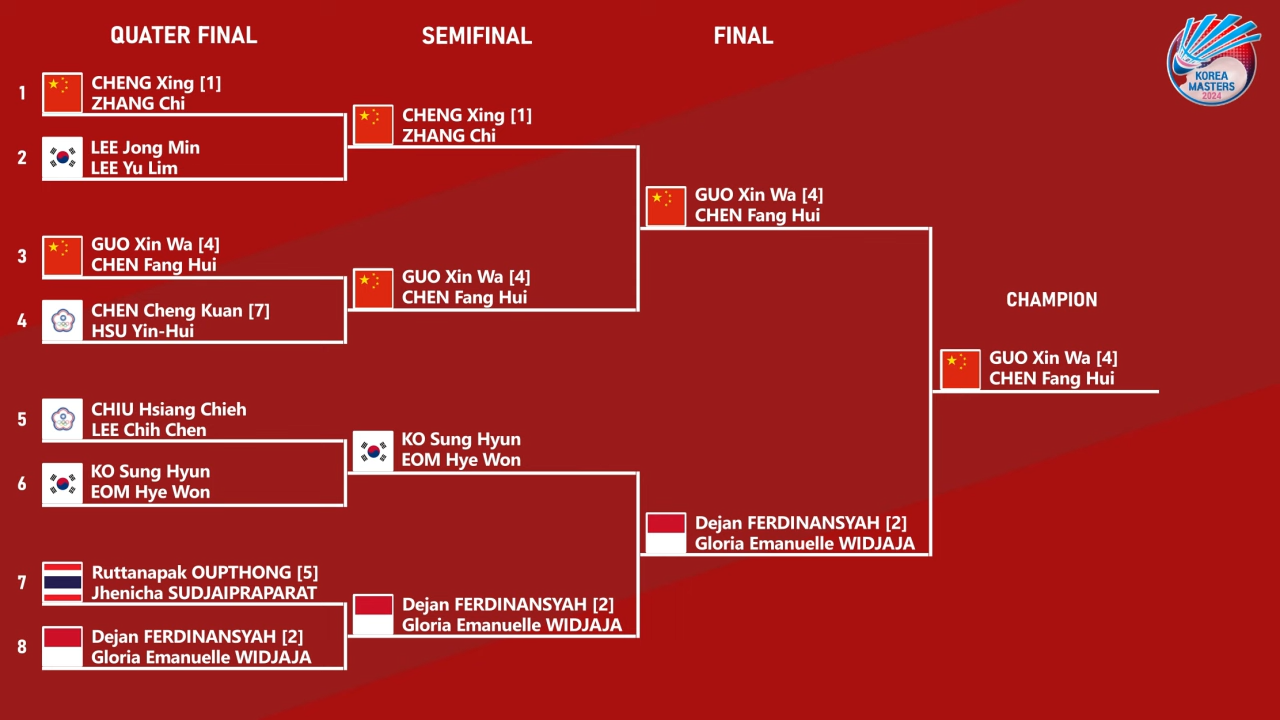 QUATER FINAL
SEMIFINAL
FINAL
KOREA
MASTERS
2024
1
CHENG Xing [1]
ZHANG Chi
2
LEE Jong Min
LEE Yu Lim
3
GUO Xin Wa [4]
CHEN Fang Hui
4
CHEN Cheng Kuan [7]
HSU Yin-Hui
5
CHIU Hsiang Chieh
LEE Chih Chen
6
KO Sung Hyun
EOM Hye Won
7
Ruttanapak OUPTHONG [5]
Jhenicha SUDJAIPRAPARAT
8
Dejan FERDINANSYAH [2]
Gloria Emanuelle WIDJAJA
CHENG Xing [1]
ZHANG Chi
GUO Xin Wa [4]
CHEN Fang Hui
KO Sung Hyun
EOM Hye Won
Dejan FERDINANSYAH [2]
Gloria Emanuelle WIDJAJA
GUO Xin Wa [4]
CHEN Fang Hui
Dejan FERDINANSYAH [2]
Gloria Emanuelle WIDJAJA
CHAMPION
GUO Xin Wa [4]
CHEN Fang Hui